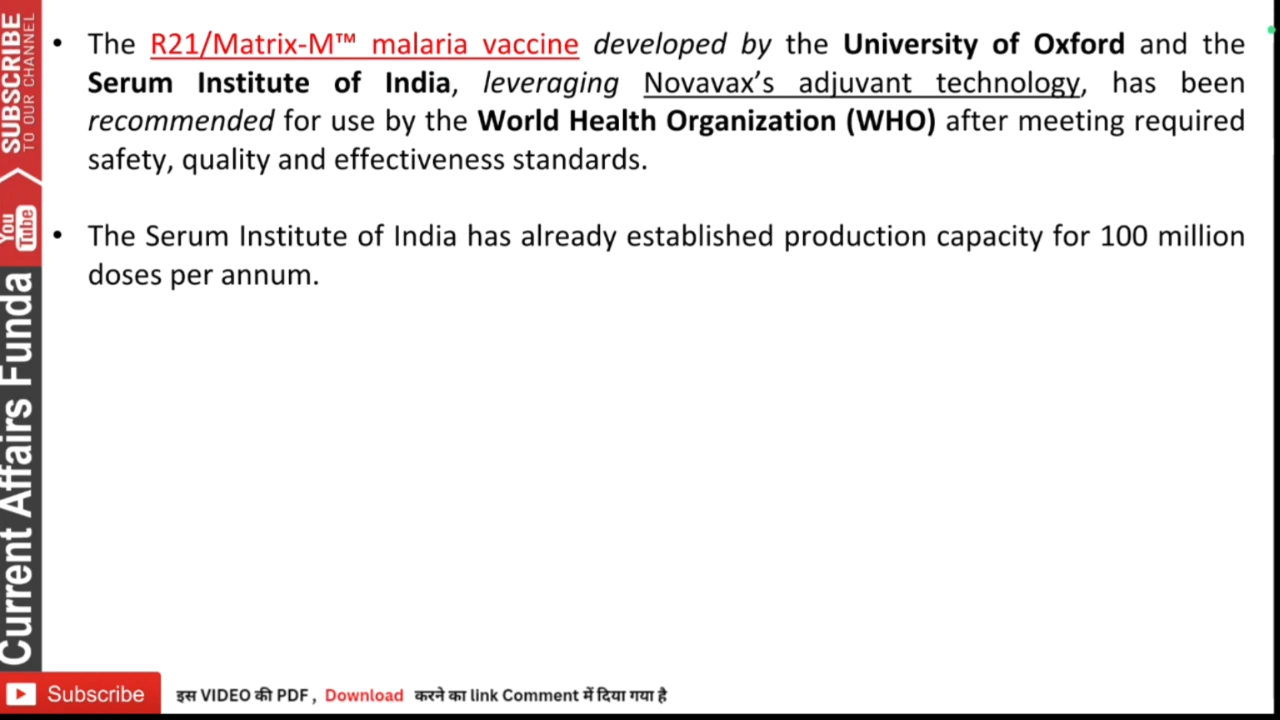 • The R21/Matrix-M™ malaria vaccine developed by the University of Oxford and the
Serum Institute of India, leveraging Novavax’s adjuvant technology, has been
recommended for use by the World Health Organization (WHO) after meeting required
safety, quality and effectiveness standards.
• The Serum Institute of India has already established production capacity for 100 million
doses per annum.
SUBSCRIBE
TO OUR CHANNEL
You
Tube
Current Affairs Funda
Subscribe
इस VIDEO की PDF , Download करने का link Comment में दिया गया है